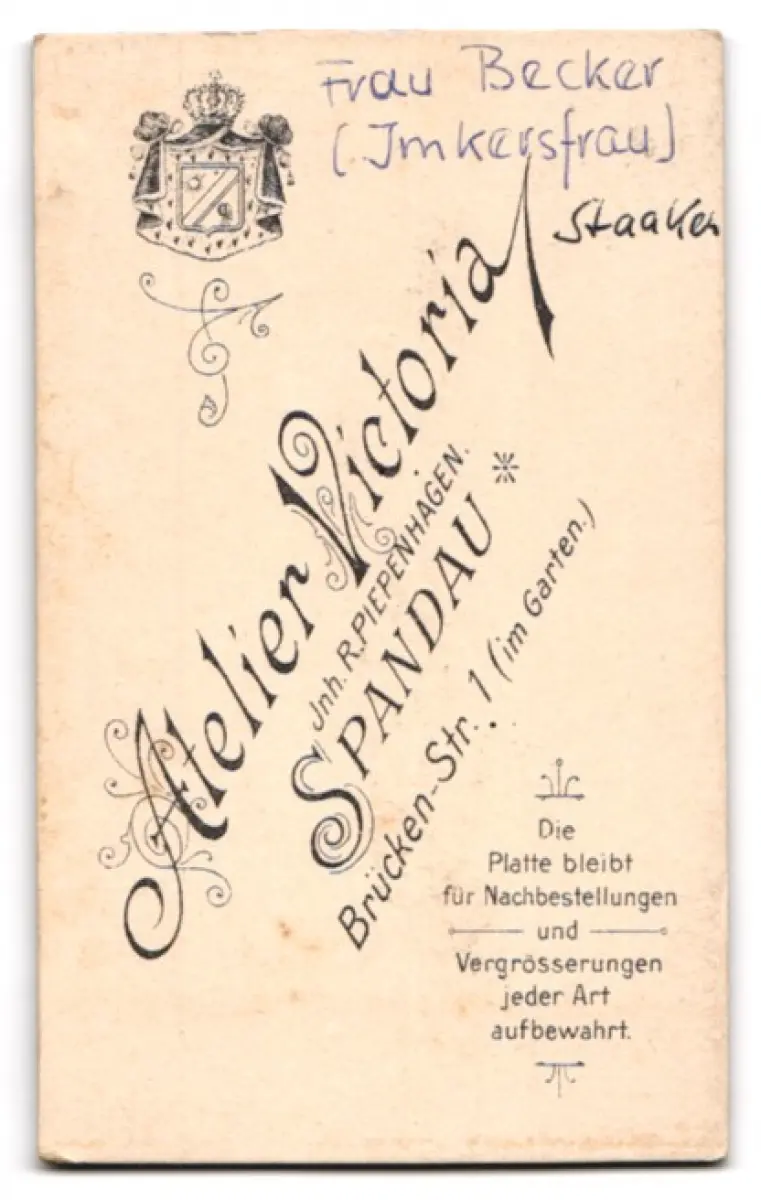 Frau Becker
(Imkersfrau)
Staaken
Atelier Victoria
Jnh. R. PIEPENHAGEN.
SPANDAU
Brücken-Str. 1 (im Garten.)
Die
Platte bleibt
für Nachbestellungen
und
Vergrösserungen
jeder Art
aufbewahrt.